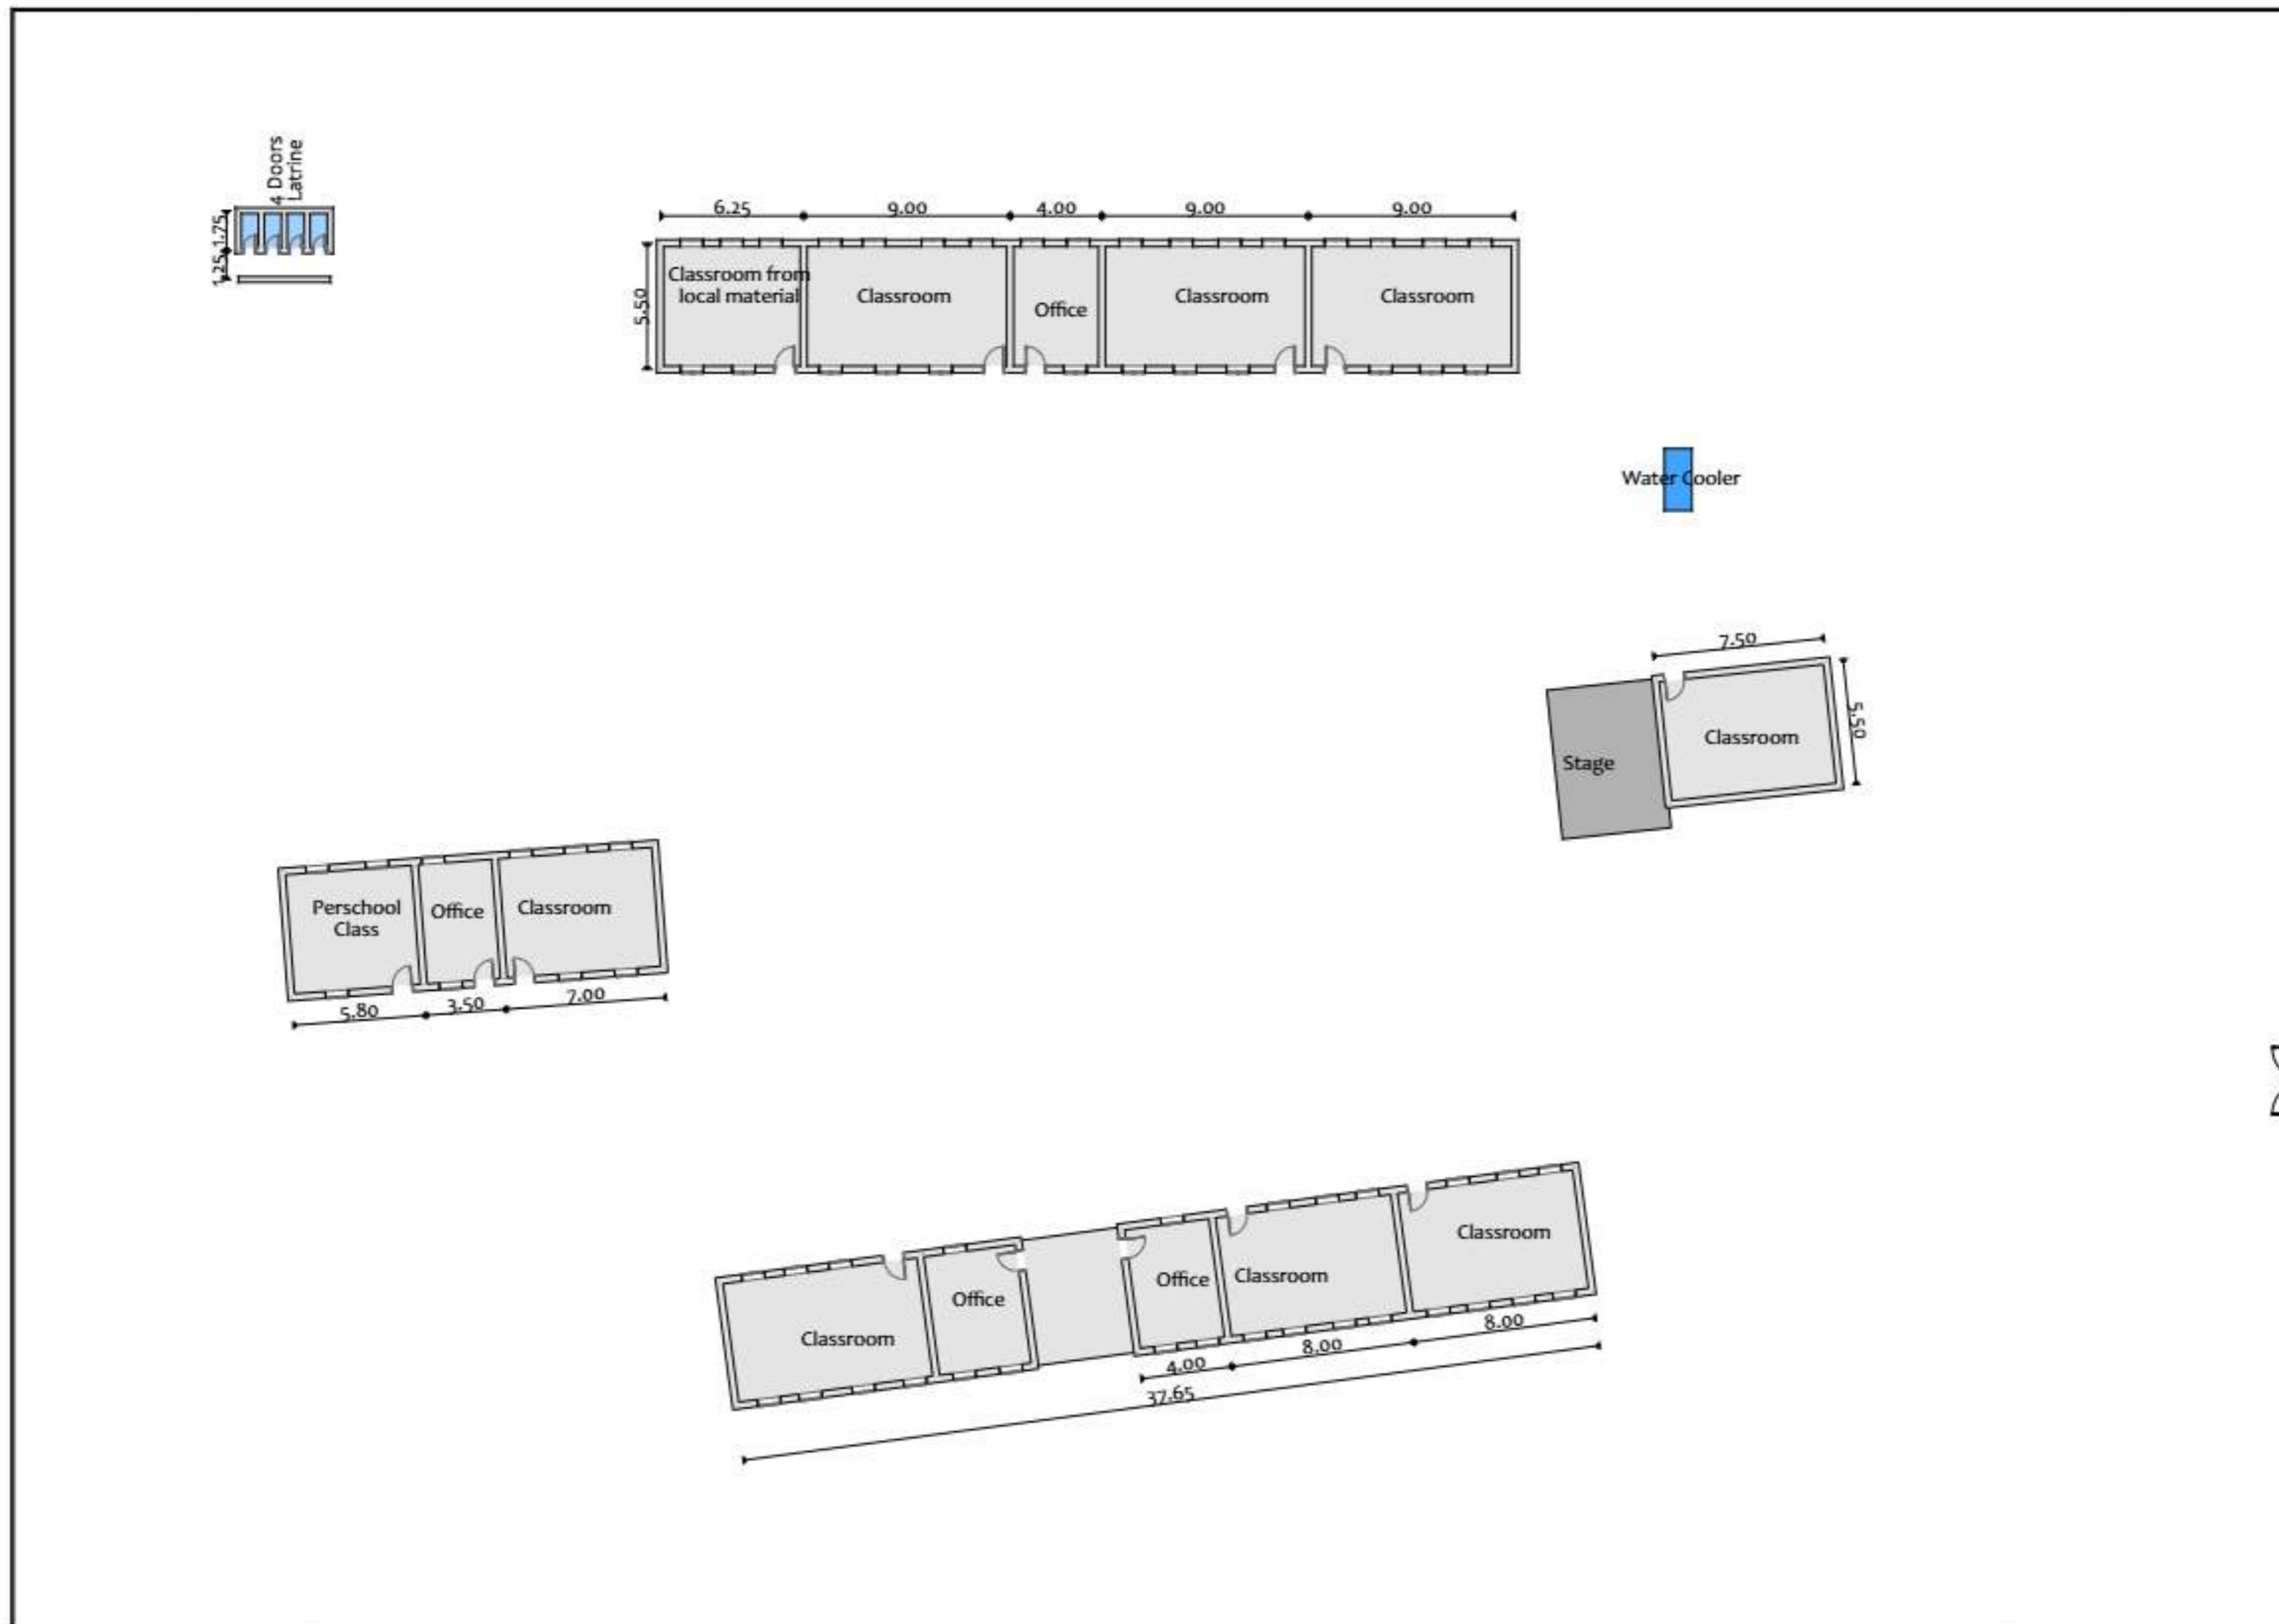 4 Doors
Latrine
1.75
1.25
6.25
9.00
4.00
9.00
9.00
5.50
Classroom from
local material
Classroom
Office
Classroom
Classroom
Water Cooler
7.50
5.50
Classroom
Stage
Perschool
Class
Office
Classroom
5.80
3.50
7.00
Classroom
Office
Office
Classroom
Classroom
4.00
8.00
8.00
37.65